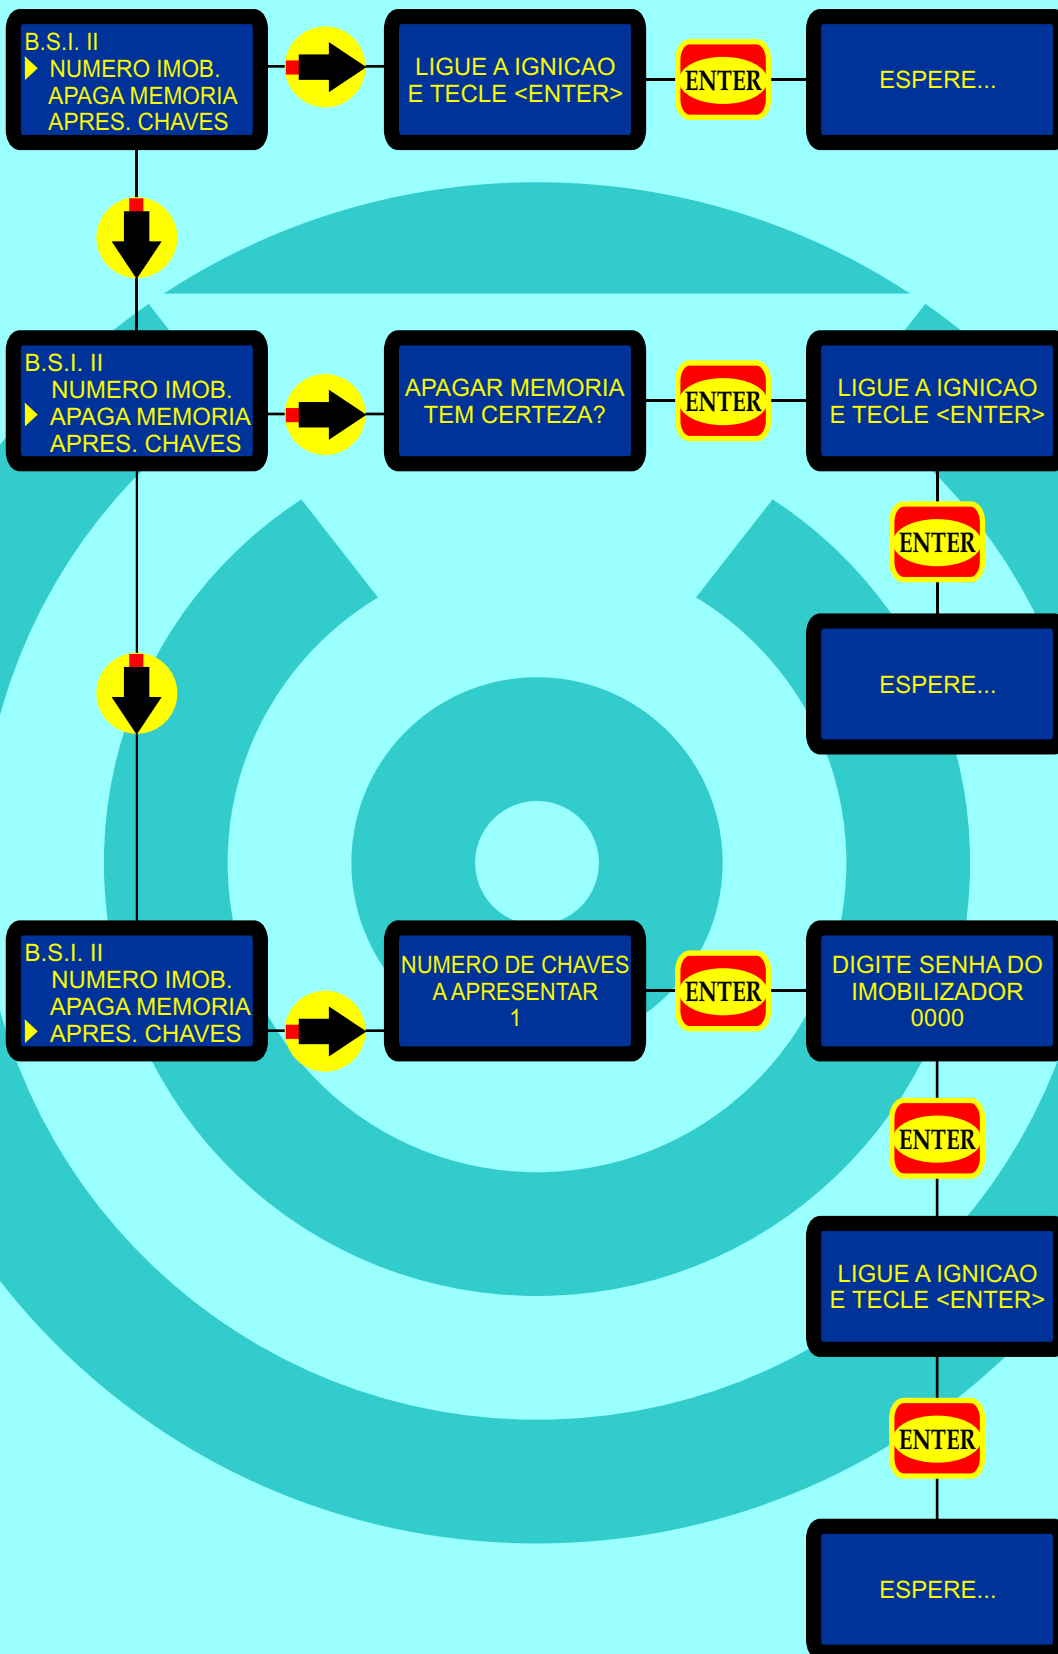 B.S.I. II
NUMERO IMOB.
APAGA MEMORIA
APRES. CHAVES
LIGUE A IGNICAO
E TECLE <ENTER>
ENTER
ESPERE...
B.S.I. II
NUMERO IMOB.
APAGA MEMORIA
APRES. CHAVES
APAGAR MEMORIA
TEM CERTEZA?
ENTER
LIGUE A IGNICAO
E TECLE <ENTER>
ENTER
ESPERE...
B.S.I. II
NUMERO IMOB.
APAGA MEMORIA
APRES. CHAVES
NUMERO DE CHAVES
A APRESENTAR
1
ENTER
DIGITE SENHA DO
IMOBILIZADOR
0000
ENTER
LIGUE A IGNICAO
E TECLE <ENTER>
ENTER
ESPERE...